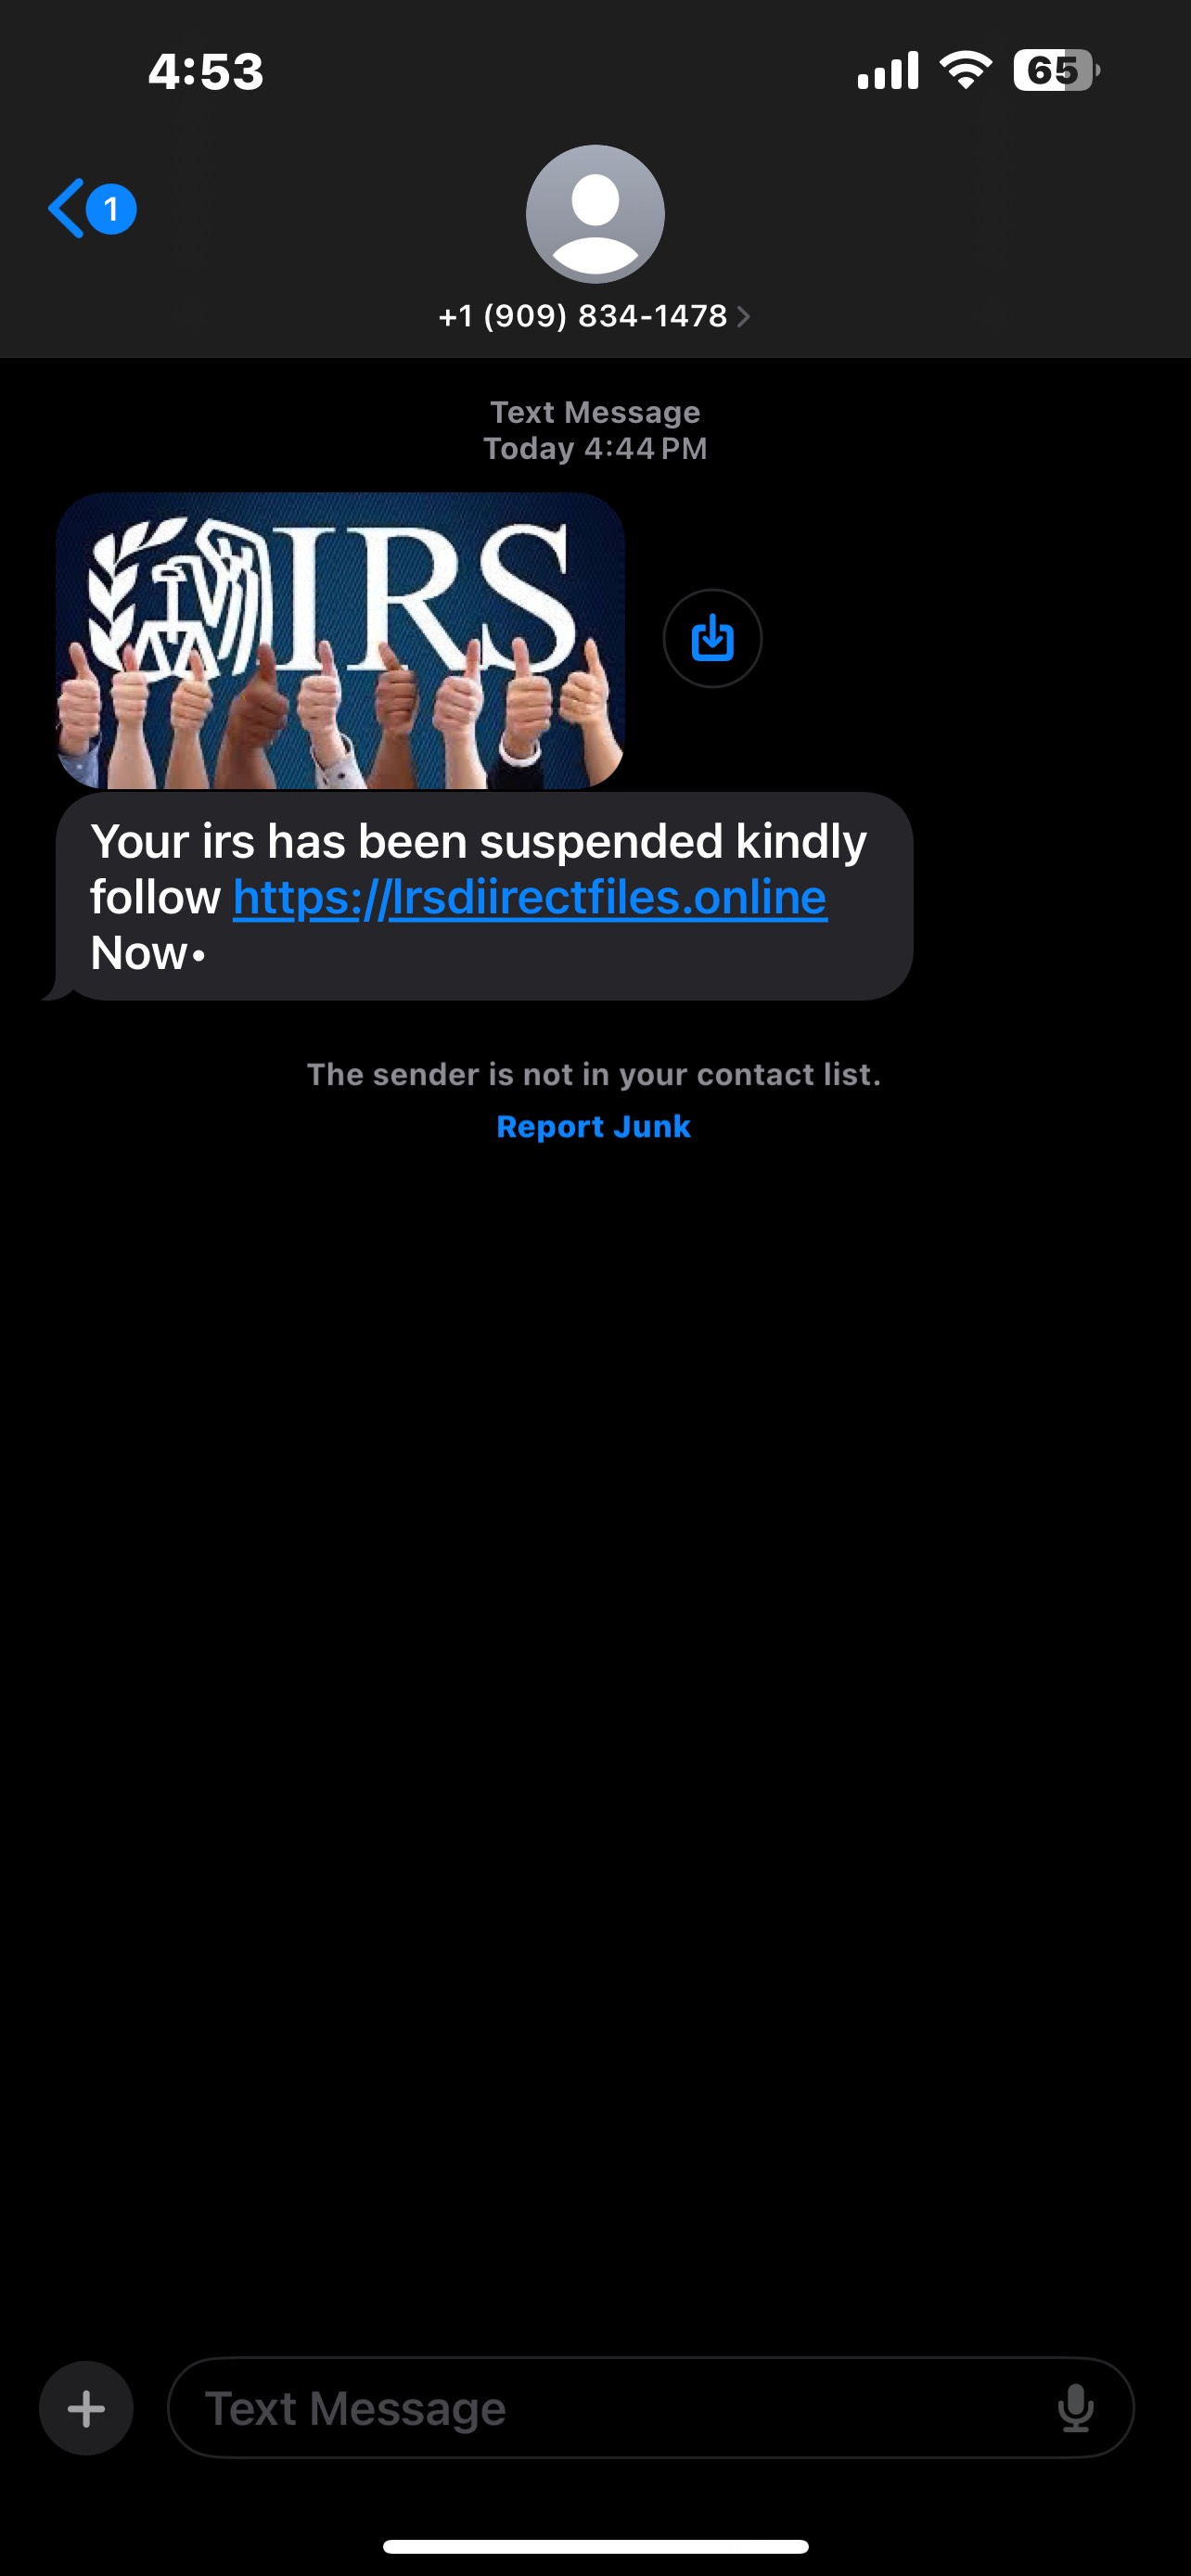 4:53
65
1
+1 (909) 834-1478
Text Message
Today 4:44 PM
IRS
Your irs has been suspended kindly
follow https://lrsdiirectfiles.online
Now•
The sender is not in your contact list.
Report Junk
Text Message